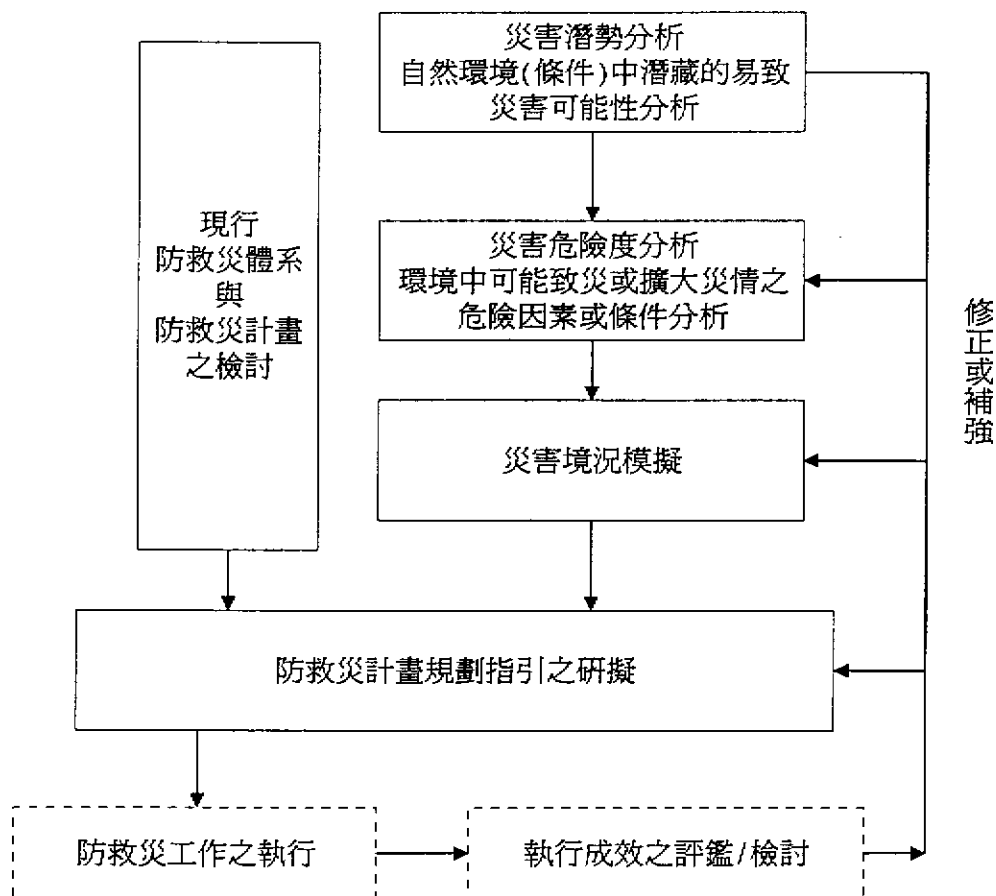 災害潛勢分析
自然環境(條件)中潛藏的易致
災害可能性分析
現行
防救災體系
與
防救災計畫
之檢討
災害危險度分析
環境中可能致災或擴大災情之
危險因素或條件分析
修正或補強
災害境況模擬
防救災計畫規劃指引之研擬
防救災工作之執行
執行成效之評鑑/檢討